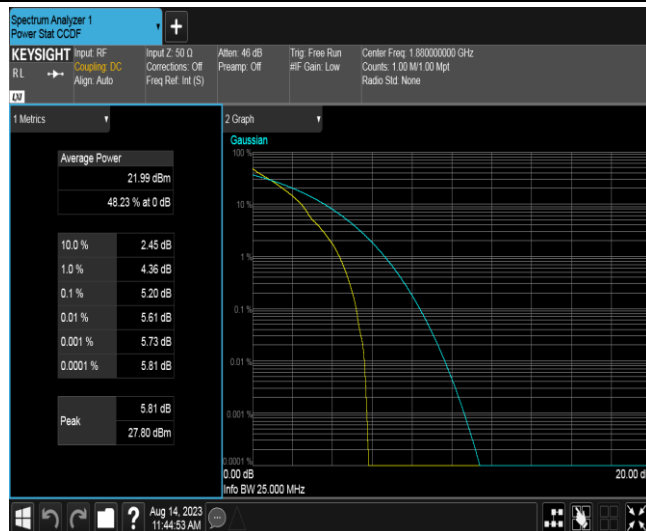 Spectrum Analyzer 1
Power Stat CCDF
KEYSIGHT
RL
Input: RF
Coupling: DC
Align: Auto
Input Z: 50 Ω
Corrections: Off
Freq Ref: Int (S)
Atten: 46 dB
Preamp: Off
Trig: Free Run
#IF Gain: Low
Center Freq: 1.880000000 GHz
Counts: 1.00 M/1.00 Mpt
Radio Std: None
1 Metrics
Average Power
21.99 dBm
48.23 % at 0 dB
10.0 % 2.45 dB
1.0 % 4.36 dB
0.1 % 5.20 dB
0.01 % 5.61 dB
0.001 % 5.73 dB
0.0001 % 5.81 dB
Peak
5.81 dB
27.80 dBm
2 Graph
Gaussian
100 %
10 %
1 %
0.1 %
0.01 %
0.001 %
0.0001 %
0.00 dB
20.00 d
Info BW 25.000 MHz
Aug 14, 2023
11:44:53 AM